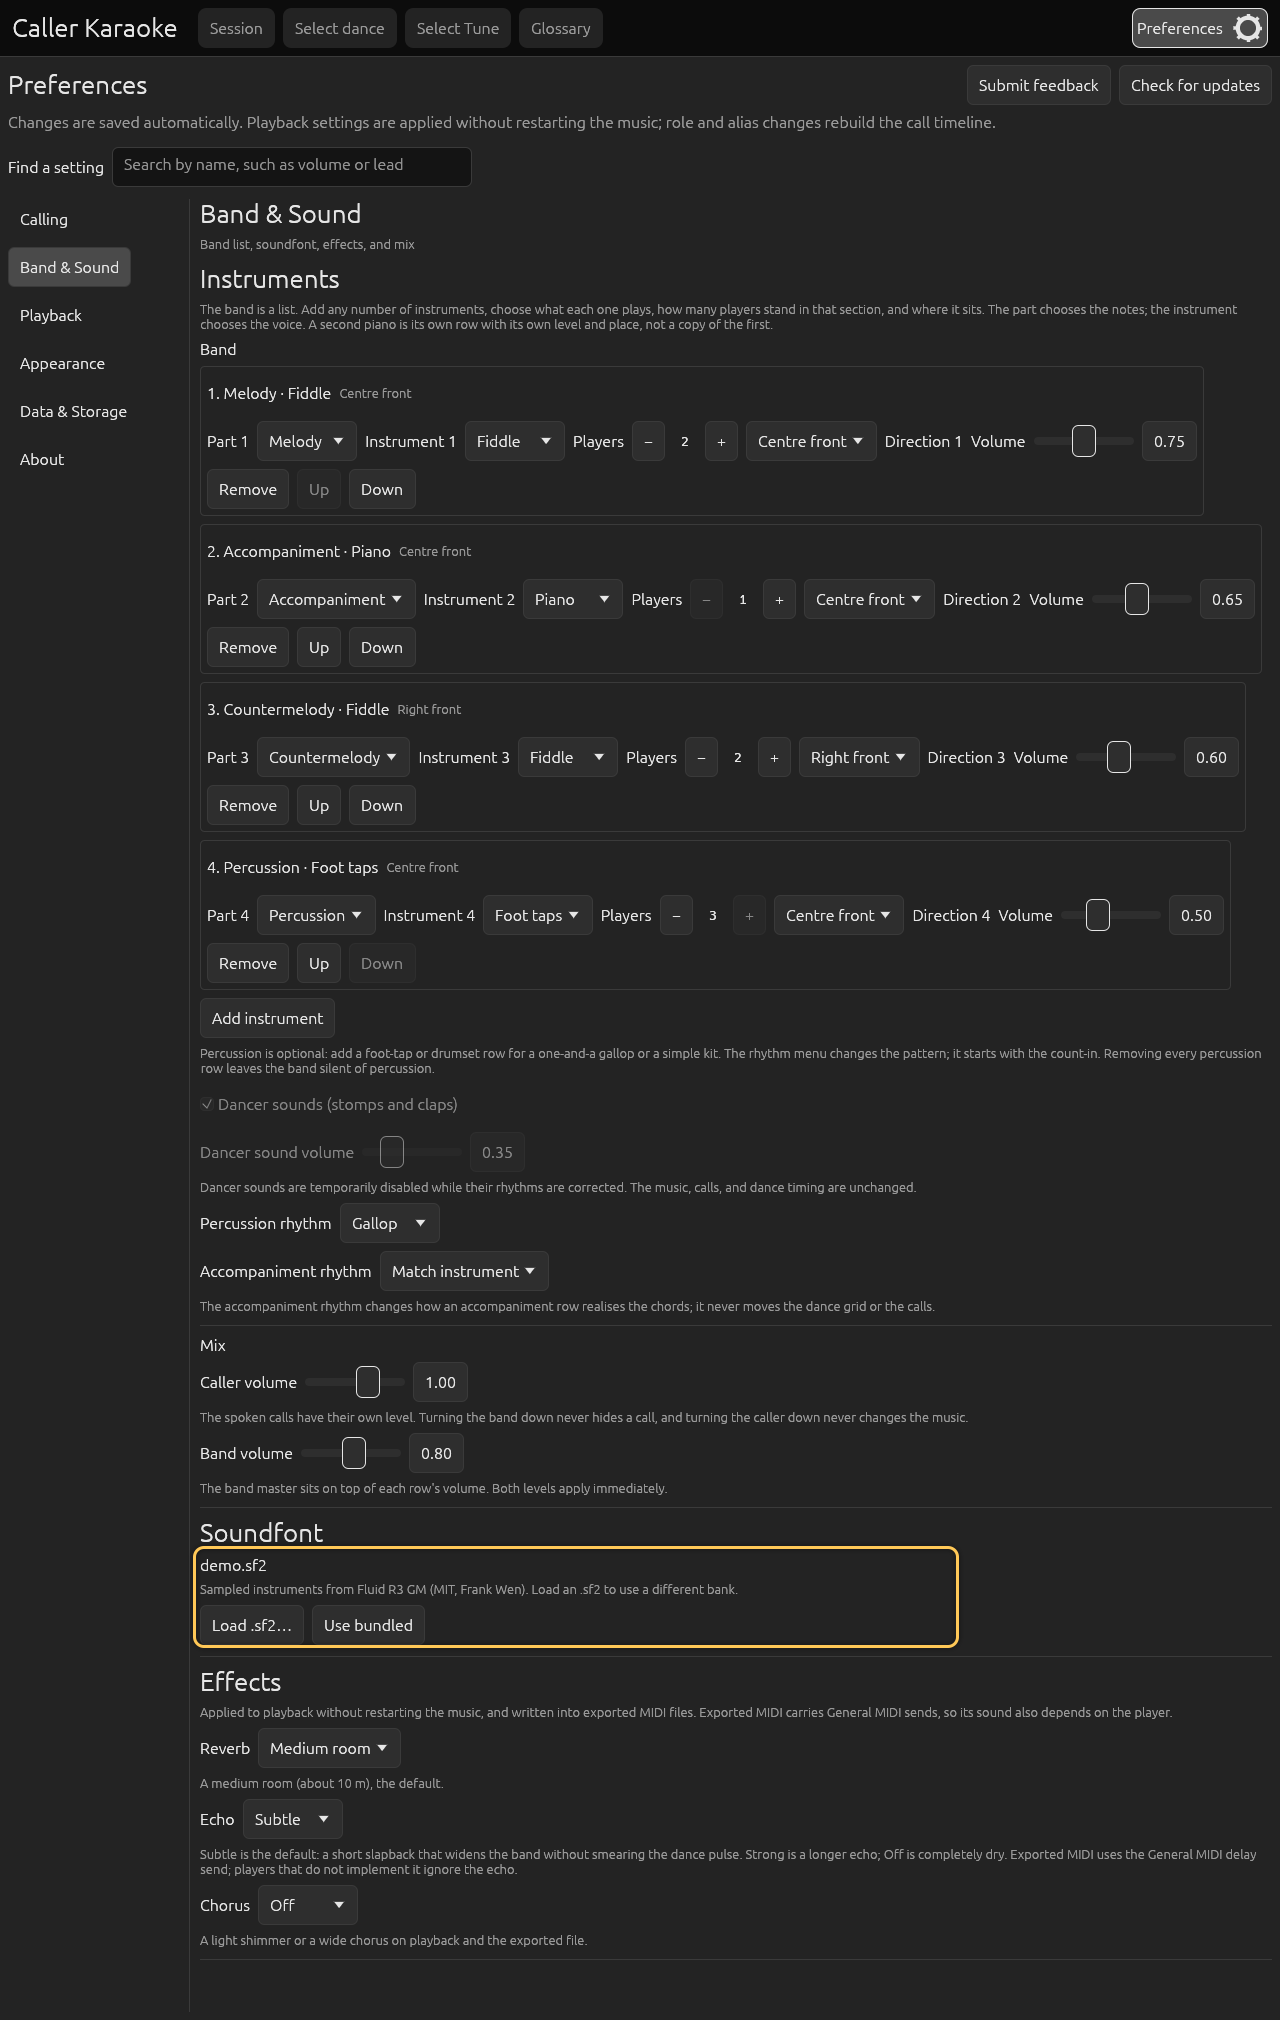 Caller Karaoke Session Select dance Select Tune Glossary Preferences
Preferences Submit feedback Check for updates
Changes are saved automatically. Playback settings are applied without restarting the music; role and alias changes rebuild the call timeline.
Find a setting Search by name, such as volume or lead
Calling
Band & Sound
Playback
Appearance
Data & Storage
About
Band & Sound
Band list, soundfont, effects, and mix
Instruments
The band is a list. Add any number of instruments, choose what each one plays, how many players stand in that section, and where it sits. The part chooses the notes; the instrument
chooses the voice. A second piano is its own row with its own level and place, not a copy of the first.
Band
1. Melody · Fiddle Centre front
Part 1 Melody Instrument 1 Fiddle Players − 2 + Centre front Direction 1 Volume 0.75
Remove Up Down
2. Accompaniment · Piano Centre front
Part 2 Accompaniment Instrument 2 Piano Players − 1 + Centre front Direction 2 Volume 0.65
Remove Up Down
3. Countermelody · Fiddle Right front
Part 3 Countermelody Instrument 3 Fiddle Players − 2 + Right front Direction 3 Volume 0.60
Remove Up Down
4. Percussion · Foot taps Centre front
Part 4 Percussion Instrument 4 Foot taps Players − 3 + Centre front Direction 4 Volume 0.50
Remove Up Down
Add instrument
Percussion is optional: add a foot-tap or drumset row for a one-and-a gallop or a simple kit. The rhythm menu changes the pattern; it starts with the count-in. Removing every percussion
row leaves the band silent of percussion.
Dancer sounds (stomps and claps)
Dancer sound volume 0.35
Dancer sounds are temporarily disabled while their rhythms are corrected. The music, calls, and dance timing are unchanged.
Percussion rhythm Gallop
Accompaniment rhythm Match instrument
The accompaniment rhythm changes how an accompaniment row realises the chords; it never moves the dance grid or the calls.
Mix
Caller volume 1.00
The spoken calls have their own level. Turning the band down never hides a call, and turning the caller down never changes the music.
Band volume 0.80
The band master sits on top of each row's volume. Both levels apply immediately.
Soundfont
demo.sf2
Sampled instruments from Fluid R3 GM (MIT, Frank Wen). Load an .sf2 to use a different bank.
Load .sf2... Use bundled
Effects
Applied to playback without restarting the music, and written into exported MIDI files. Exported MIDI carries General MIDI sends, so its sound also depends on the player.
Reverb Medium room
A medium room (about 10 m), the default.
Echo Subtle
Subtle is the default: a short slapback that widens the band without smearing the dance pulse. Strong is a longer echo; Off is completely dry. Exported MIDI uses the General MIDI delay
send; players that do not implement it ignore the echo.
Chorus Off
A light shimmer or a wide chorus on playback and the exported file.